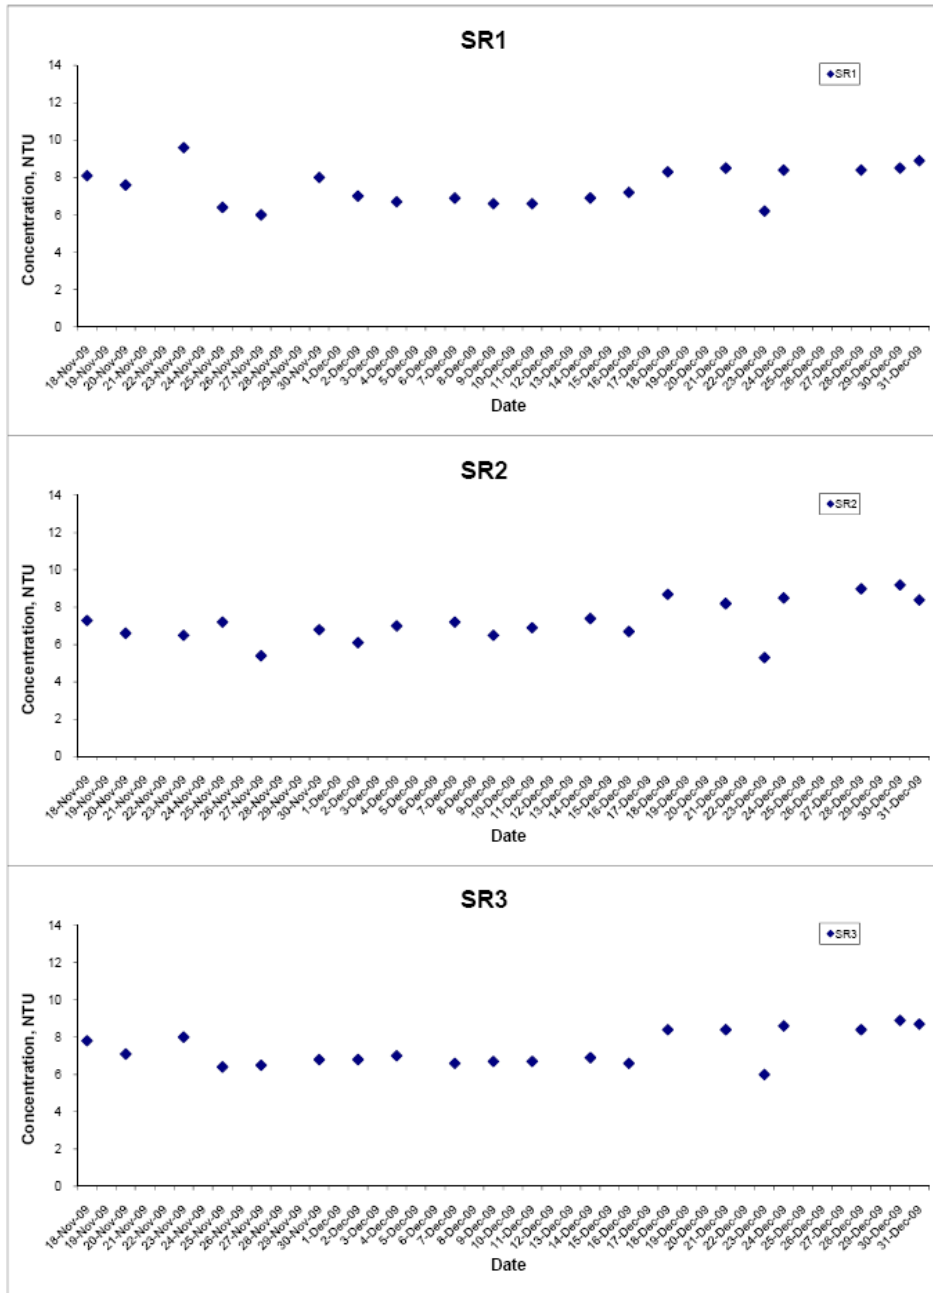 SR1
SR1
Concentration, NTU
14
12
10
8
6
4
2
0
18-Nov-09 19-Nov-09 20-Nov-09 21-Nov-09 22-Nov-09 23-Nov-09 24-Nov-09 25-Nov-09 26-Nov-09 27-Nov-09 28-Nov-09 29-Nov-09 30-Nov-09 1-Dec-09 2-Dec-09 3-Dec-09 4-Dec-09 5-Dec-09 6-Dec-09 7-Dec-09 8-Dec-09 9-Dec-09 10-Dec-09 11-Dec-09 12-Dec-09 13-Dec-09 14-Dec-09 15-Dec-09 16-Dec-09 17-Dec-09 18-Dec-09 19-Dec-09 20-Dec-09 21-Dec-09 22-Dec-09 23-Dec-09 24-Dec-09 25-Dec-09 26-Dec-09 27-Dec-09 28-Dec-09 29-Dec-09 30-Dec-09 31-Dec-09
Date
SR2
SR2
Concentration, NTU
14
12
10
8
6
4
2
0
18-Nov-09 19-Nov-09 20-Nov-09 21-Nov-09 22-Nov-09 23-Nov-09 24-Nov-09 25-Nov-09 26-Nov-09 27-Nov-09 28-Nov-09 29-Nov-09 30-Nov-09 1-Dec-09 2-Dec-09 3-Dec-09 4-Dec-09 5-Dec-09 6-Dec-09 7-Dec-09 8-Dec-09 9-Dec-09 10-Dec-09 11-Dec-09 12-Dec-09 13-Dec-09 14-Dec-09 15-Dec-09 16-Dec-09 17-Dec-09 18-Dec-09 19-Dec-09 20-Dec-09 21-Dec-09 22-Dec-09 23-Dec-09 24-Dec-09 25-Dec-09 26-Dec-09 27-Dec-09 28-Dec-09 29-Dec-09 30-Dec-09 31-Dec-09
Date
SR3
SR3
Concentration, NTU
14
12
10
8
6
4
2
0
18-Nov-09 19-Nov-09 20-Nov-09 21-Nov-09 22-Nov-09 23-Nov-09 24-Nov-09 25-Nov-09 26-Nov-09 27-Nov-09 28-Nov-09 29-Nov-09 30-Nov-09 1-Dec-09 2-Dec-09 3-Dec-09 4-Dec-09 5-Dec-09 6-Dec-09 7-Dec-09 8-Dec-09 9-Dec-09 10-Dec-09 11-Dec-09 12-Dec-09 13-Dec-09 14-Dec-09 15-Dec-09 16-Dec-09 17-Dec-09 18-Dec-09 19-Dec-09 20-Dec-09 21-Dec-09 22-Dec-09 23-Dec-09 24-Dec-09 25-Dec-09 26-Dec-09 27-Dec-09 28-Dec-09 29-Dec-09 30-Dec-09 31-Dec-09
Date